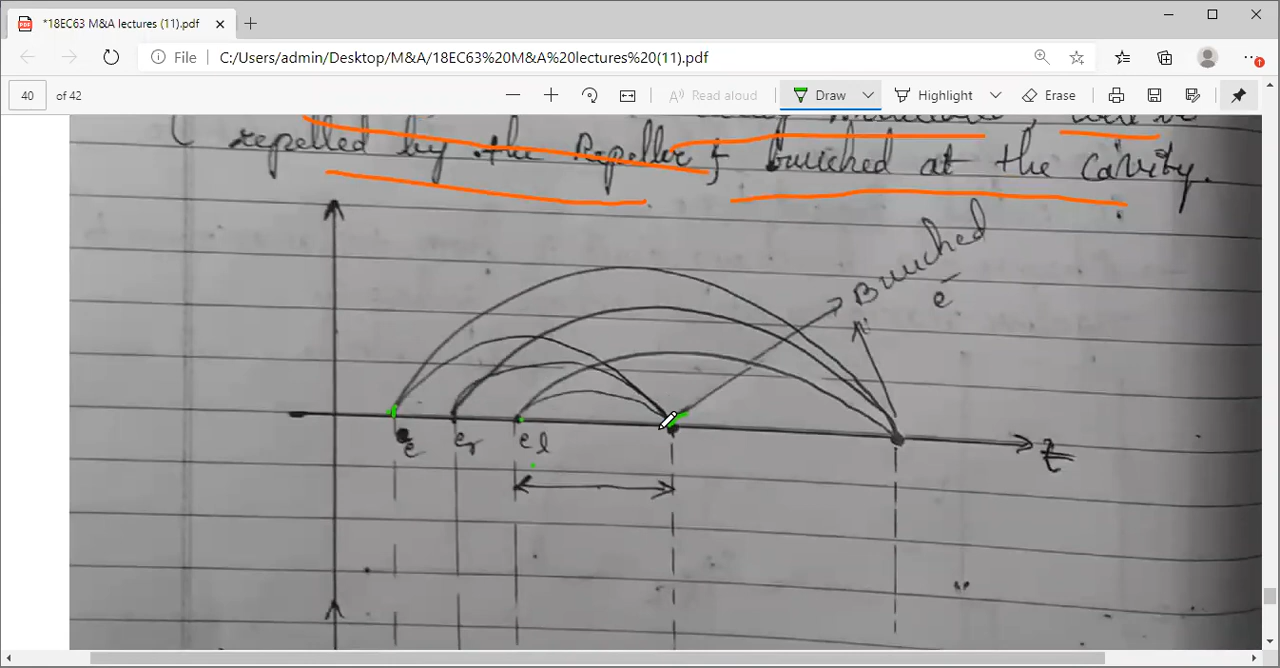 *18EC63 M&A lectures (11).pdf
File C:/Users/admin/Desktop/M&A/18EC63%20M&A%20lectures%20(11).pdf
40 of 42 Read aloud Draw Highlight Erase
repelled by the Repeller & bunched at the cavity.
Bunched
e-
e er el t